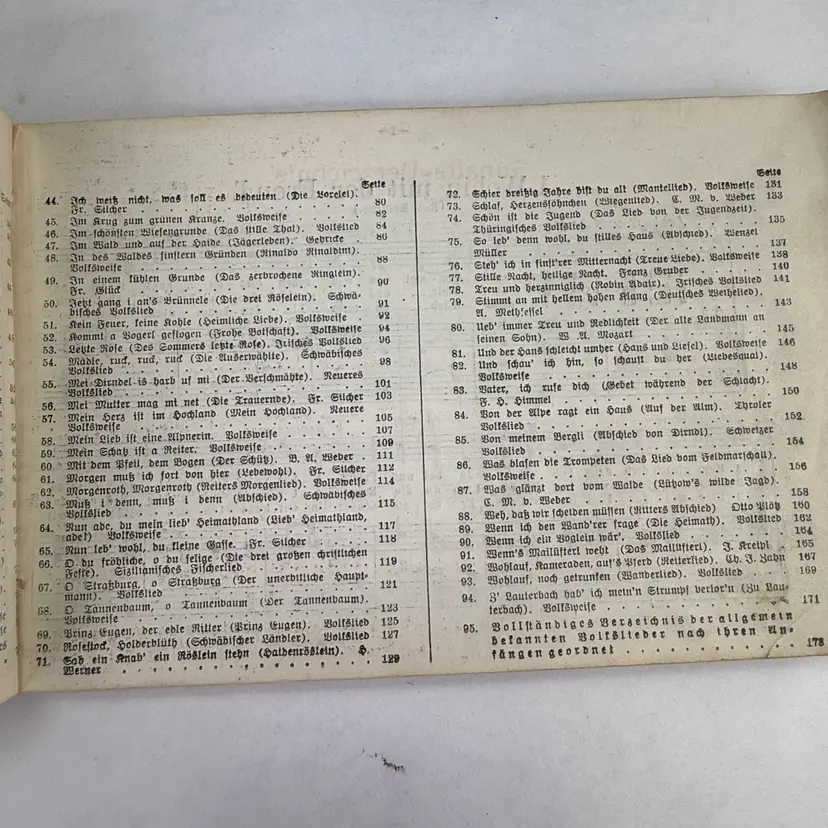 Seite
44. Ich weiß nicht, was soll es bedeuten (Die Lorelei).
Fr. Silcher . . . . . . . . . . 80
45. Im Krug zum grünen Kranze. Volksweise . . . 82
46. Im schönsten Wiesengrunde (Das stille Thal). Volkslied 84
47. Im Wald und auf der Haide (Jägerleben). Gehricke . 86
48. In des Waldes finstern Gründen (Rinaldo Rinaldini).
Volksweise . . . . . . . . . . 88
49. In einem kühlen Grunde (Das zerbrochene Ringlein).
Fr. Glück . . . . . . . . . . 90
50. Jetzt gang i an's Brünnele (Die drei Röselein). Schwä-
bisches Volkslied . . . . . . . . . 91
51. Kein Feuer, keine Kohle (Heimliche Liebe). Volksweise . 92
52. Kommt a Vogerl geflogen (Frohe Botschaft). Volksweise 94
53. Letzte Rose (Des Sommers letzte Rose). Irisches Volkslied 96
54. Mädle, ruck, ruck, ruck (Die Auserwählte). Schwäbisches
Volkslied . . . . . . . . . . 98
55. Mei Dirndel is harb uf mi (Der Verschmähte). Neueres
Volkslied . . . . . . . . . . 101
56. Mei Mutter mag mi net (Die Trauernde). Fr. Silcher 103
57. Mein Herz ist im Hochland (Mein Hochland). Neuere
Volksweise . . . . . . . . . . 105
58. Mein Lieb ist eine Alpnerin. Volksweise . . . . 107
59. Mein Schatz ist a Reiter. Volksweise . . . . . 109
60. Mit dem Pfeil, dem Bogen (Der Schütz). B. A. Weber . 111
61. Morgen muß ich fort von hier (Lebewohl). Fr. Silcher 112
62. Morgenroth, Morgenroth (Reiters Morgenlied). Volksweise 114
63. Muß i denn, muß i denn (Abschied). Schwäbisches
Volkslied . . . . . . . . . . 115
64. Nun ade, du mein lieb' Heimathland (Lieb' Heimathland,
ade!) Volksweise . . . . . . . . . 117
65. Nun leb' wohl, du kleine Gasse. Fr. Silcher . . . 118
66. O du fröhliche, o du selige (Die drei großen christlichen
Feste). Sizilianisches Fischerlied . . . . . . 119
67. O Straßburg, o Straßburg (Der unerbittliche Haupt-
mann). Volkslied . . . . . . . . . 121
68. O Tannenbaum, o Tannenbaum (Der Tannenbaum).
Volksweise . . . . . . . . . . 123
69. Prinz Eugen, der edle Ritter (Prinz Eugen). Volkslied 125
70. Rosestock, Holderblüth (Schwäbischer Ländler). Volkslied 127
71. Sah ein Knab' ein Röslein stehn (Haidenröslein). H.
Werner . . . . . . . . . . 129
Seite
72. Schier dreißig Jahre bist du alt (Mantellied). Volksweise 131
73. Schlaf, Herzenssöhnchen (Wiegenlied). C. M. v. Weber 133
74. Schön ist die Jugend (Das Lied von der Jugendzeit).
Thüringisches Volkslied . . . . . . . . 135
75. So leb' denn wohl, du stilles Haus (Abschied). Wenzel
Müller . . . . . . . . . . 137
76. Steh' ich in finst'rer Mitternacht (Treue Liebe). Volksweise 138
77. Stille Nacht, heilige Nacht. Franz Gruber . . . 140
78. Treu und herzinniglich (Robin Adair). Irisches Volkslied 141
79. Stimmt an mit hellem hohen Klang (Deutsches Weihelied).
A. Methfessel . . . . . . . . . . 143
80. Ueb' immer Treu und Redlichkeit (Der alte Landmann an
seinen Sohn). W. A. Mozart . . . . . . 145
81. Und der Hans schleicht umher (Hans und Liesel). Volksweise 146
82. Und schau' ich hin, so schaust du her (Liebesqual).
Volksweise . . . . . . . . . . 148
83. Vater, ich rufe dich (Gebet während der Schlacht).
F. H. Himmel . . . . . . . . . 150
84. Von der Alpe ragt ein Haus (Auf der Alm). Tyroler
Volkslied . . . . . . . . . . 152
85. Von meinem Bergli (Abschied von Dirndl). Schweizer
Volkslied . . . . . . . . . . 154
86. Was blasen die Trompeten (Das Lied vom Feldmarschall).
Volksweise . . . . . . . . . . 156
87. Was glänzt dort vom Walde (Lützow's wilde Jagd).
C. M. v. Weber . . . . . . . . . 158
88. Weh, daß wir scheiden müssen (Ritters Abschied) Otto Plötz 160
89. Wenn ich den Wand'rer frage (Die Heimath). Volkslied 162
90. Wenn ich ein Voglein wär'. Volkslied . . . . . 164
91. Wenn's Mailüfterl weht (Das Mailüfterl). J. Kreipl . 165
92. Wohlauf, Kameraden, auf's Pferd (Reiterlied). Ch. J. Zahn 167
93. Wohlauf, noch getrunken (Wanderlied). Volkslied . . 169
94. Z' Lauterbach hab' ich mein'n Strumpf verlor'n (Zu Lau-
terbach). Volksweise . . . . . . . . 171
95. Vollständiges Verzeichnis der allgemein
bekannten Volkslieder nach ihren An-
fängen geordnet . . . . . . . . . 173